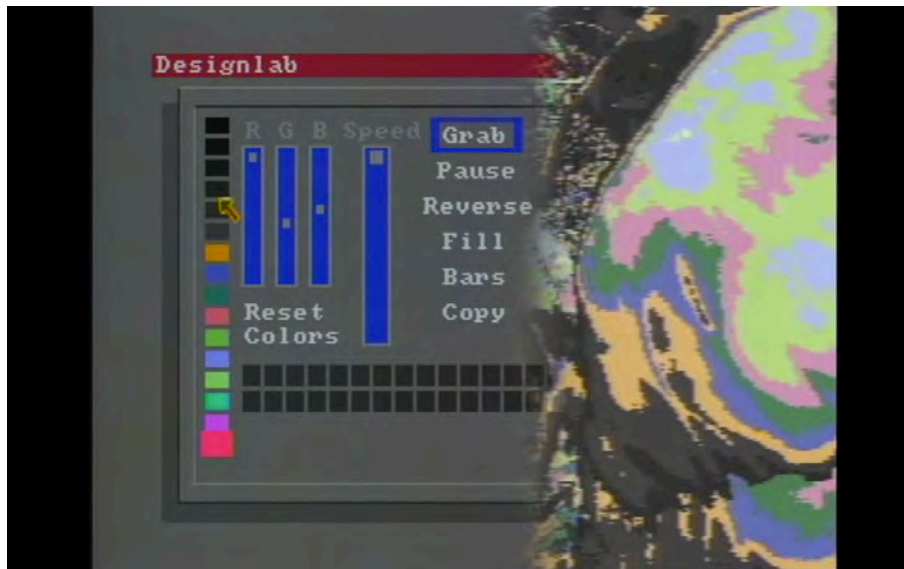 Designlab
R G B Speed
Grab
Pause
Reverse
Fill
Bars
Copy
Reset
Colors